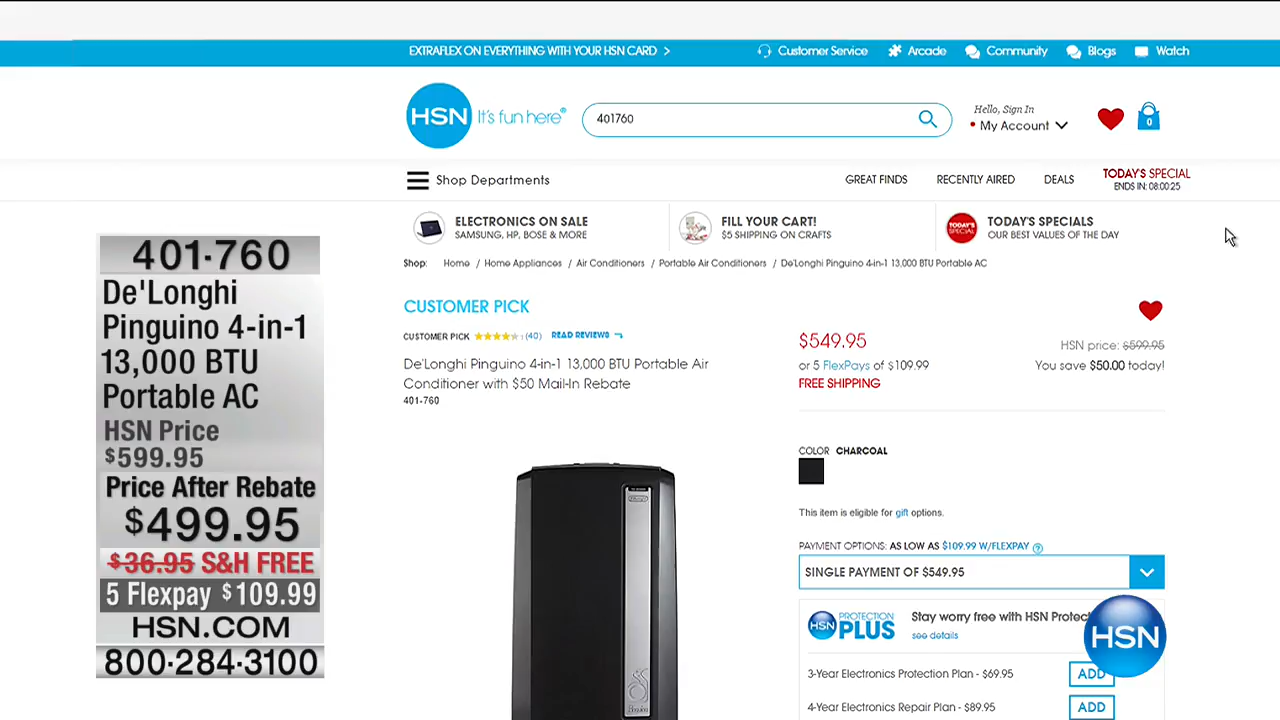 EXTRAFLEX ON EVERYTHING WITH YOUR HSN CARD >
Customer Service
Arcade
Community
Blogs
Watch
HSN
It's fun here®
401760
Hello, Sign In
My Account
0
Shop Departments
GREAT FINDS
RECENTLY AIRED
DEALS
TODAY'S SPECIAL
ENDS IN: 08:00:25
ELECTRONICS ON SALE
SAMSUNG, HP, BOSE & MORE
FILL YOUR CART!
$5 SHIPPING ON CRAFTS
TODAY'S SPECIAL
TODAY'S SPECIALS
OUR BEST VALUES OF THE DAY
401·760
De'Longhi
Pinguino 4-in-1
13,000 BTU
Portable AC
HSN Price
$599.95
Price After Rebate
$499.95
$36.95 S&H FREE
5 Flexpay $109.99
HSN.COM
800·284·3100
Shop: Home / Home Appliances / Air Conditioners / Portable Air Conditioners / De'Longhi Pinguino 4-in-1 13,000 BTU Portable AC
CUSTOMER PICK
CUSTOMER PICK (40) READ REVIEWS
De'Longhi Pinguino 4-in-1 13,000 BTU Portable Air
Conditioner with $50 Mail-In Rebate
401-760
$549.95
HSN price: $599.95
or 5 FlexPays of $109.99
You save $50.00 today!
FREE SHIPPING
COLOR CHARCOAL
This item is eligible for gift options.
PAYMENT OPTIONS: AS LOW AS $109.99 W/FLEXPAY ?
SINGLE PAYMENT OF $549.95
HSN PROTECTION PLUS
Stay worry free with HSN Protect
see details
HSN
3-Year Electronics Protection Plan - $69.95
ADD
4-Year Electronics Repair Plan - $89.95
ADD